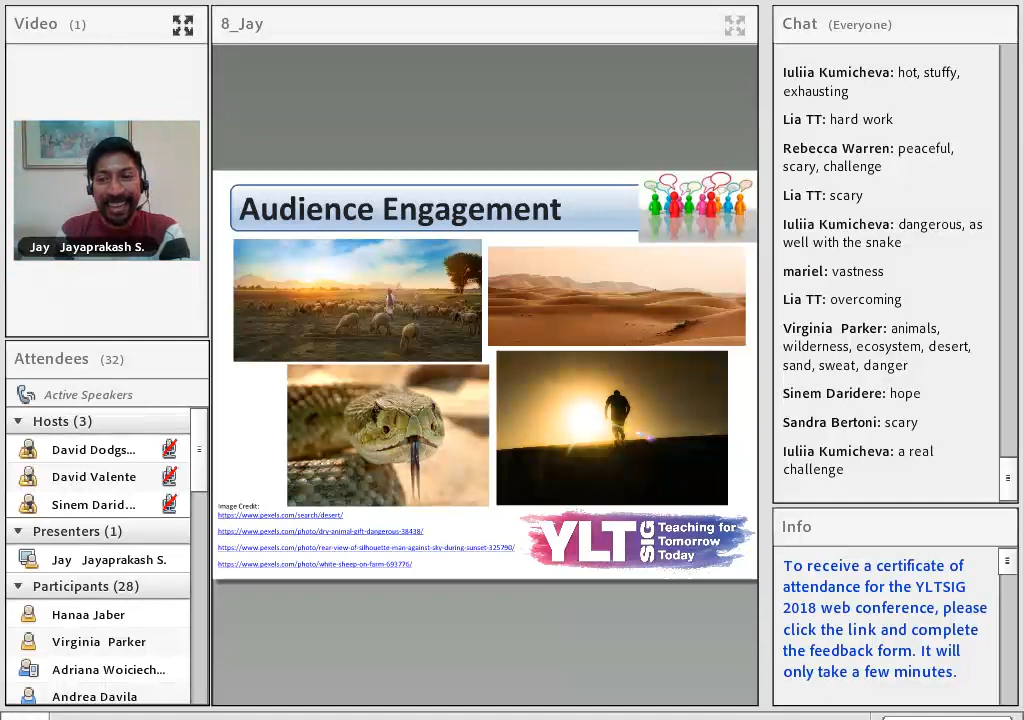 Video (1)
Jay Jayaprakash S.
Attendees (32)
Active Speakers
Hosts (3)
David Dodgs...
David Valente
Sinem Darid...
Presenters (1)
Jay Jayaprakash S.
Participants (28)
Hanaa Jaber
Virginia Parker
Adriana Woiciech...
Andrea Davila
8_Jay
Audience Engagement
Image Credit:
https://www.pexels.com/search/desert/
https://www.pexels.com/photo/dry-animal-gift-dangerous-38438/
https://www.pexels.com/photo/rear-view-of-silhouette-man-against-sky-during-sunset-325790/
https://www.pexels.com/photo/white-sheep-on-farm-693776/
YLT SIG
Teaching for
Tomorrow
Today
Chat (Everyone)
Iuliia Kumicheva: hot, stuffy,
exhausting
Lia TT: hard work
Rebecca Warren: peaceful,
scary, challenge
Lia TT: scary
Iuliia Kumicheva: dangerous, as
well with the snake
mariel: vastness
Lia TT: overcoming
Virginia Parker: animals,
wilderness, ecosystem, desert,
sand, sweat, danger
Sinem Daridere: hope
Sandra Bertoni: scary
Iuliia Kumicheva: a real
challenge
Info
To receive a certificate of
attendance for the YLTSIG
2018 web conference, please
click the link and complete
the feedback form. It will
only take a few minutes.